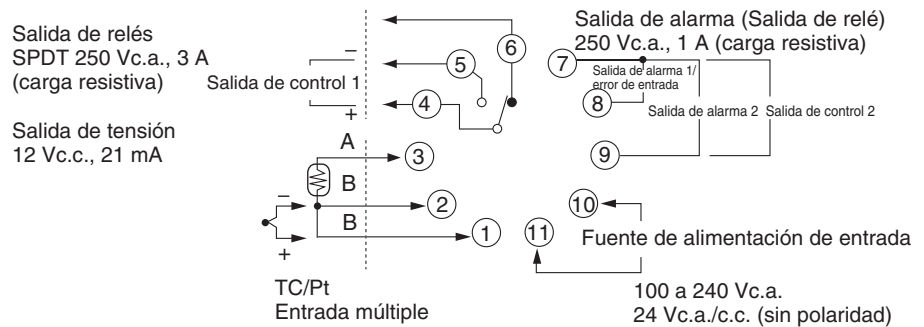 Salida de relés
SPDT 250 Vc.a., 3 A
(carga resistiva)
Salida de control 1
Salida de tensión
12 Vc.c., 21 mA
−
+
6
5
4
A
3
B
2
B
1
−
+
TC/Pt
Entrada múltiple
Salida de alarma (Salida de relé)
250 Vc.a., 1 A (carga resistiva)
7
Salida de alarma 1/
error de entrada
8
Salida de alarma 2
Salida de control 2
9
10
11
Fuente de alimentación de entrada
100 a 240 Vc.a.
24 Vc.a./c.c. (sin polaridad)